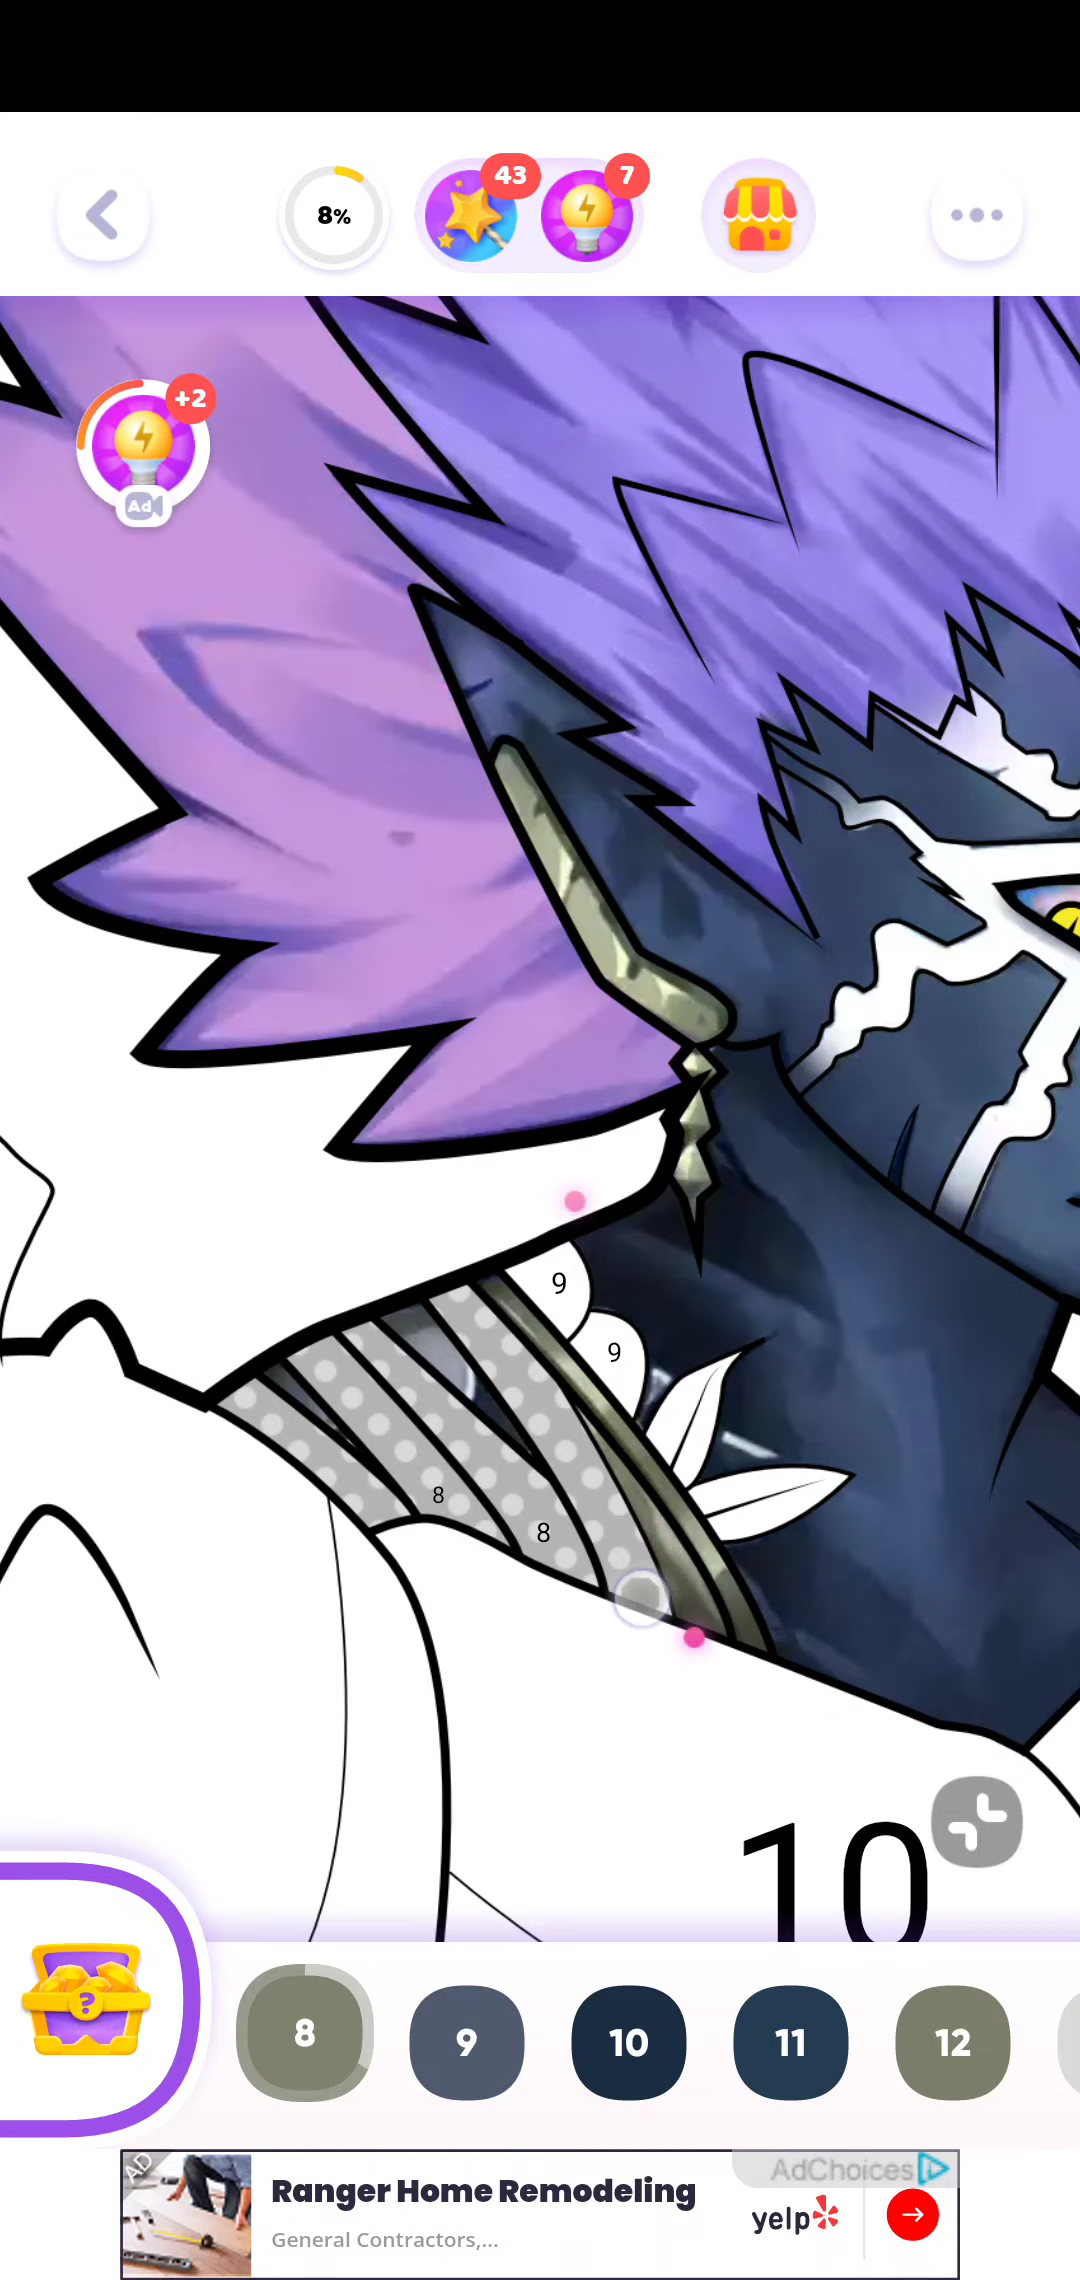 8%
43
7
+2
Ad
9
9
8
8
10
8
9
10
11
12
?
AD
Ranger Home Remodeling
General Contractors,...
AdChoices
yelp